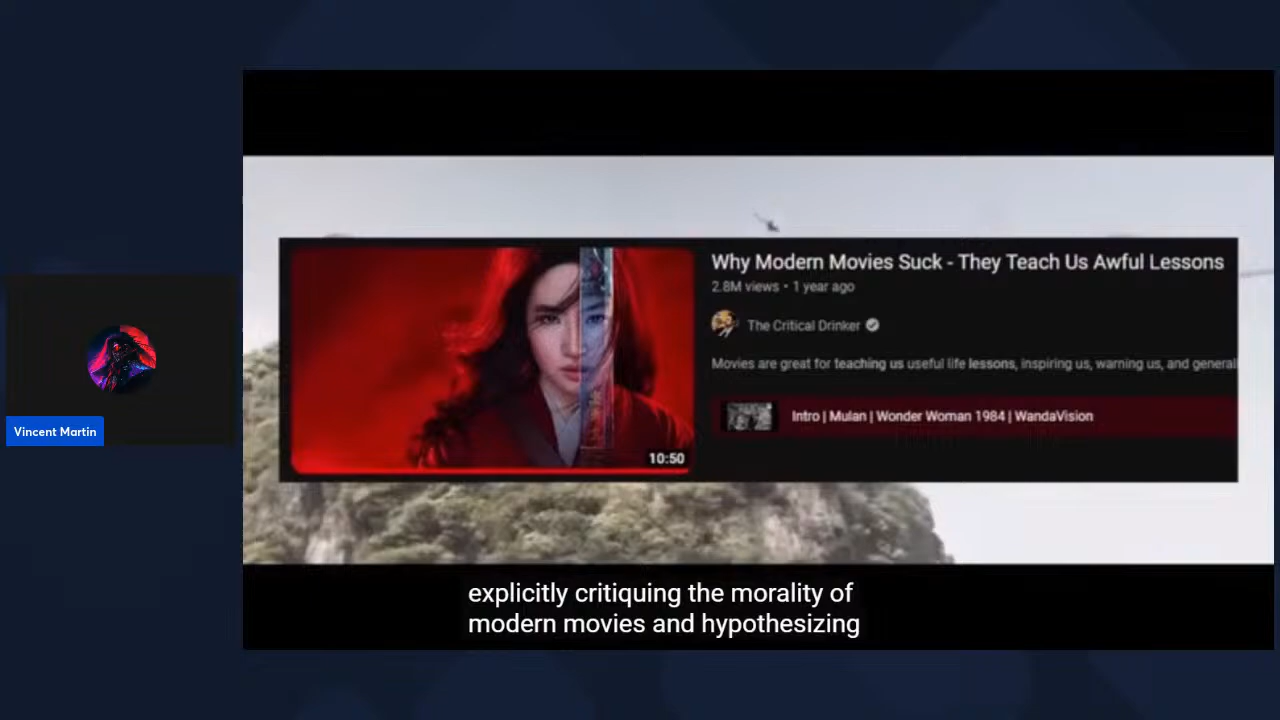 Why Modern Movies Suck - They Teach Us Awful Lessons
2.8M views • 1 year ago
The Critical Drinker
Movies are great for teaching us useful life lessons, inspiring us, warning us, and general
10:50
Intro | Mulan | Wonder Woman 1984 | WandaVision
Vincent Martin
explicitly critiquing the morality of
modern movies and hypothesizing